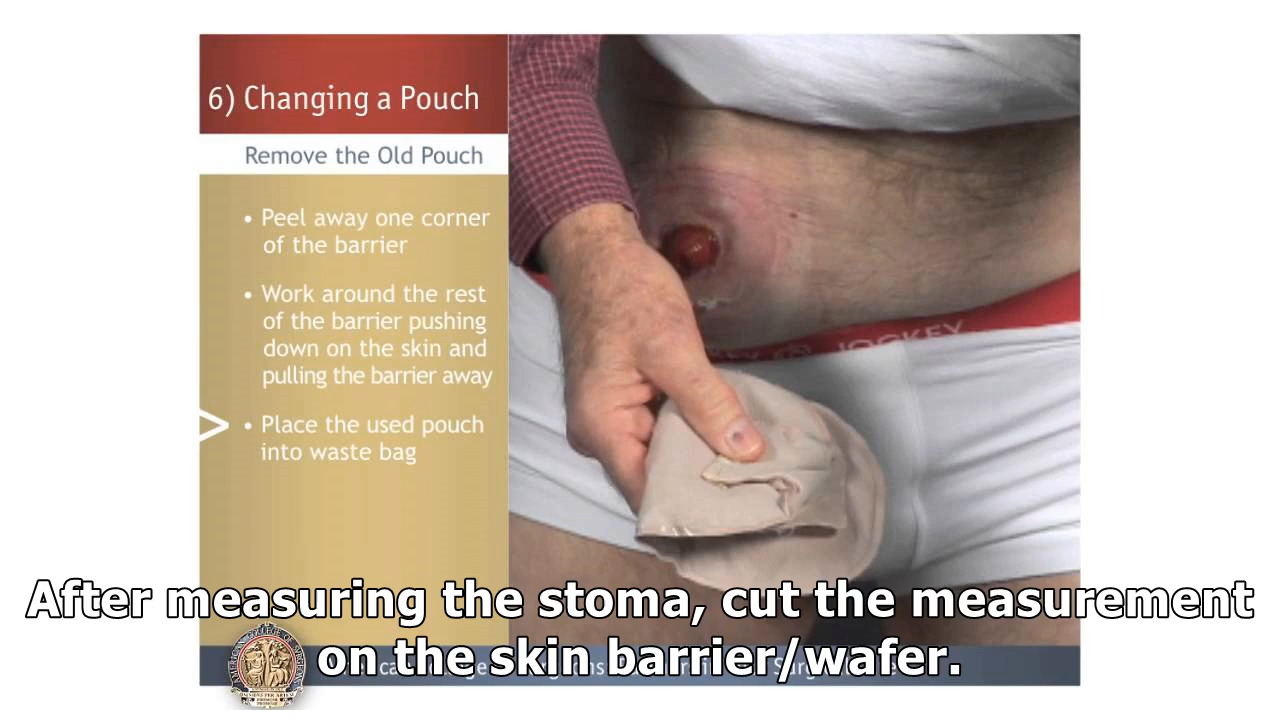 6) Changing a Pouch
Remove the Old Pouch
• Peel away one corner
of the barrier
• Work around the rest
of the barrier pushing
down on the skin and
pulling the barrier away
> • Place the used pouch
into waste bag
JOCKEY
After measuring the stoma, cut the measurement
on the skin barrier/wafer.